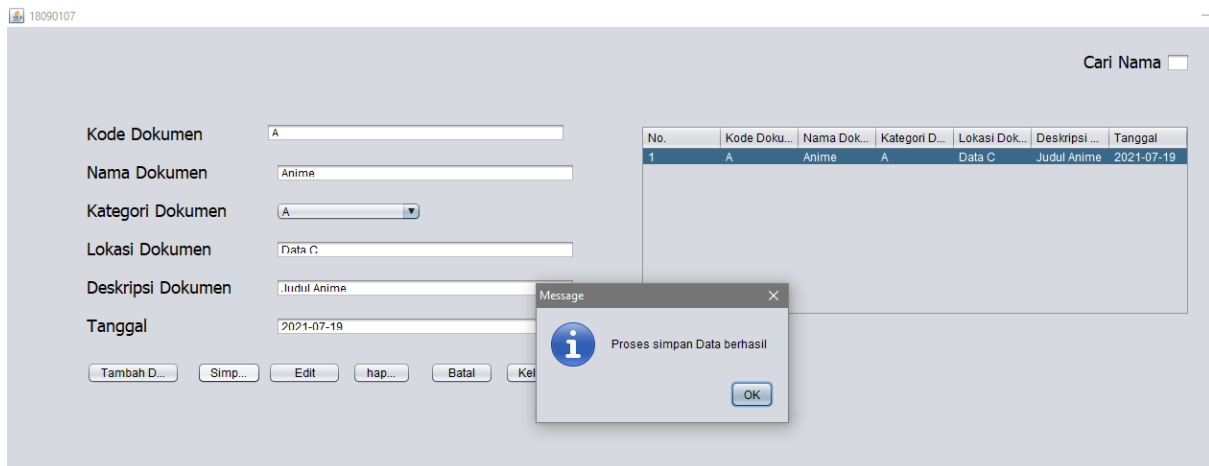 18090107
Cari Nama
Kode Dokumen A
Nama Dokumen Anime
Kategori Dokumen A
Lokasi Dokumen Data C
Deskripsi Dokumen Judul Anime
Tanggal 2021-07-19
Tambah D... Simp... Edit hap... Batal Kel
No. Kode Doku... Nama Dok... Kategori D... Lokasi Dok... Deskripsi ... Tanggal
1 A Anime A Data C Judul Anime 2021-07-19
Message
Proses simpan Data berhasil
OK